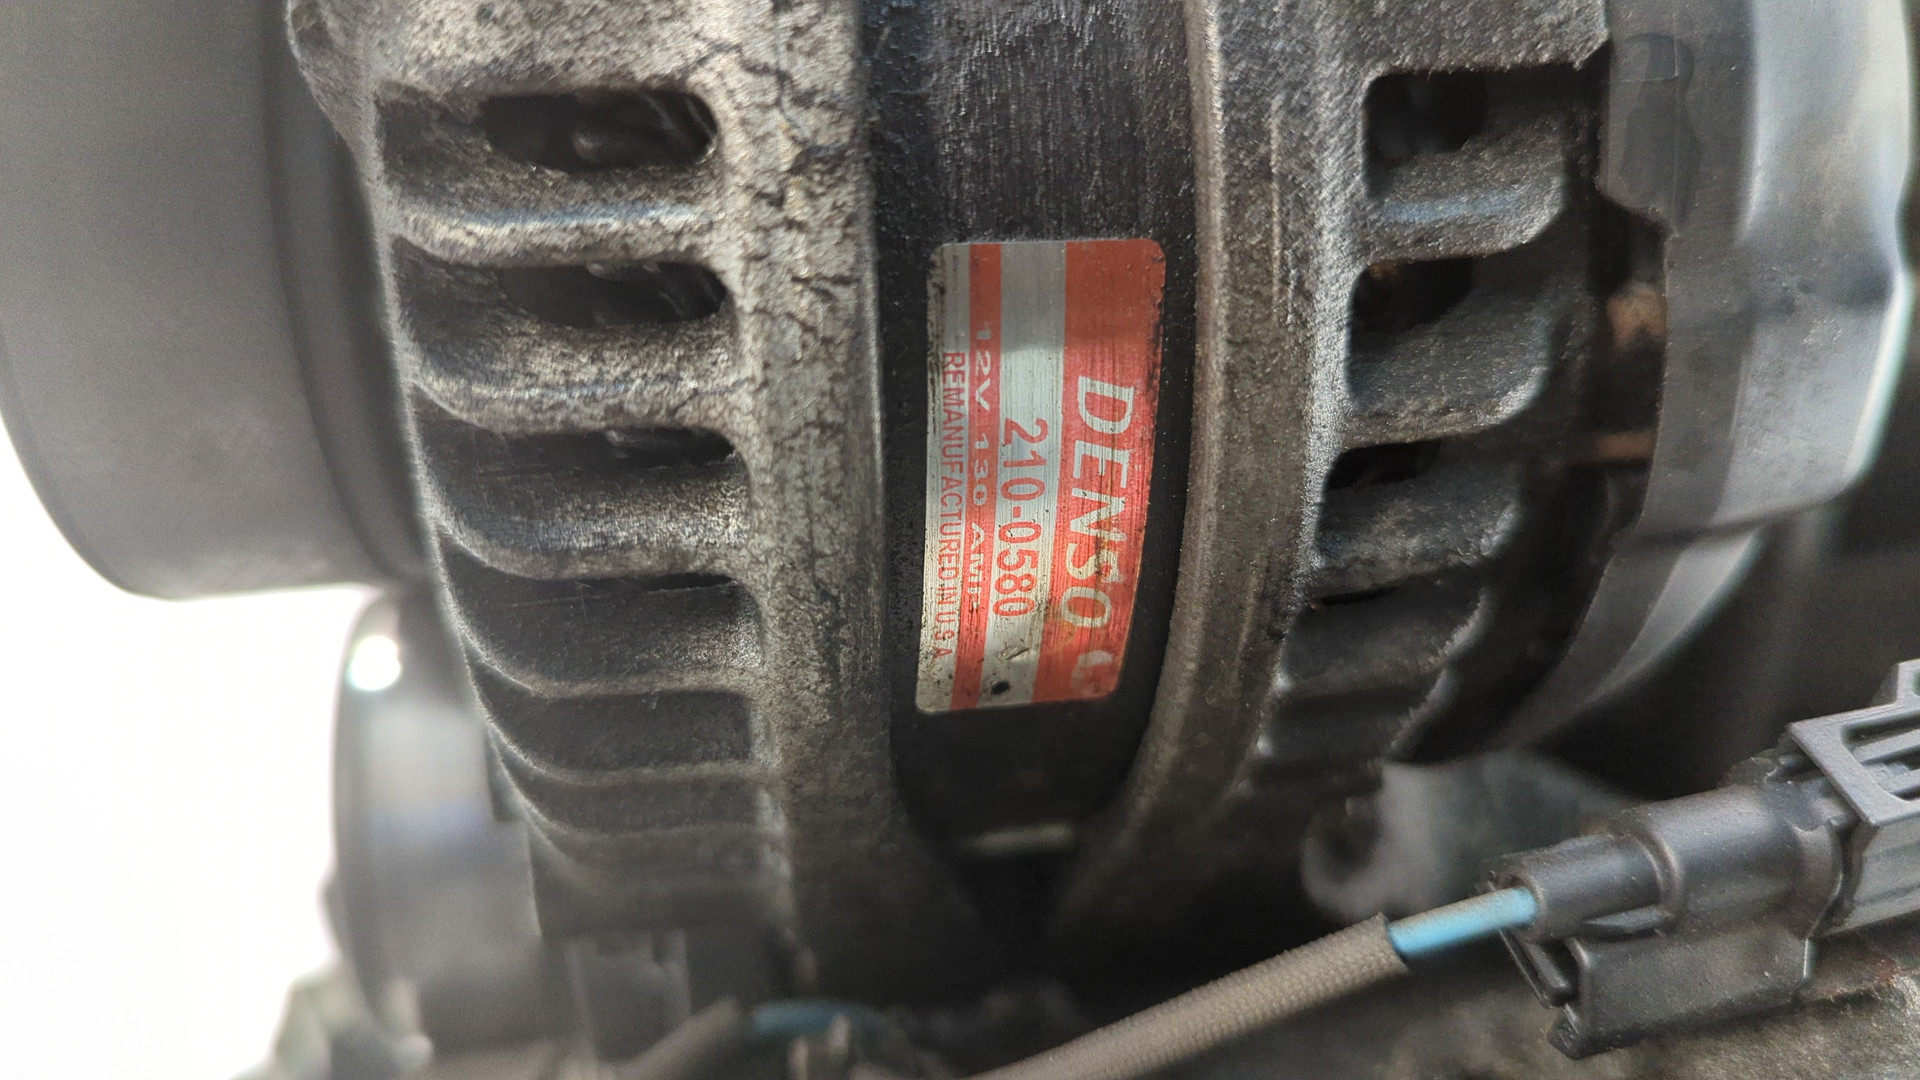 DENSO
210-0580
12V 130 AMP
REMANUFACTURED IN U S A